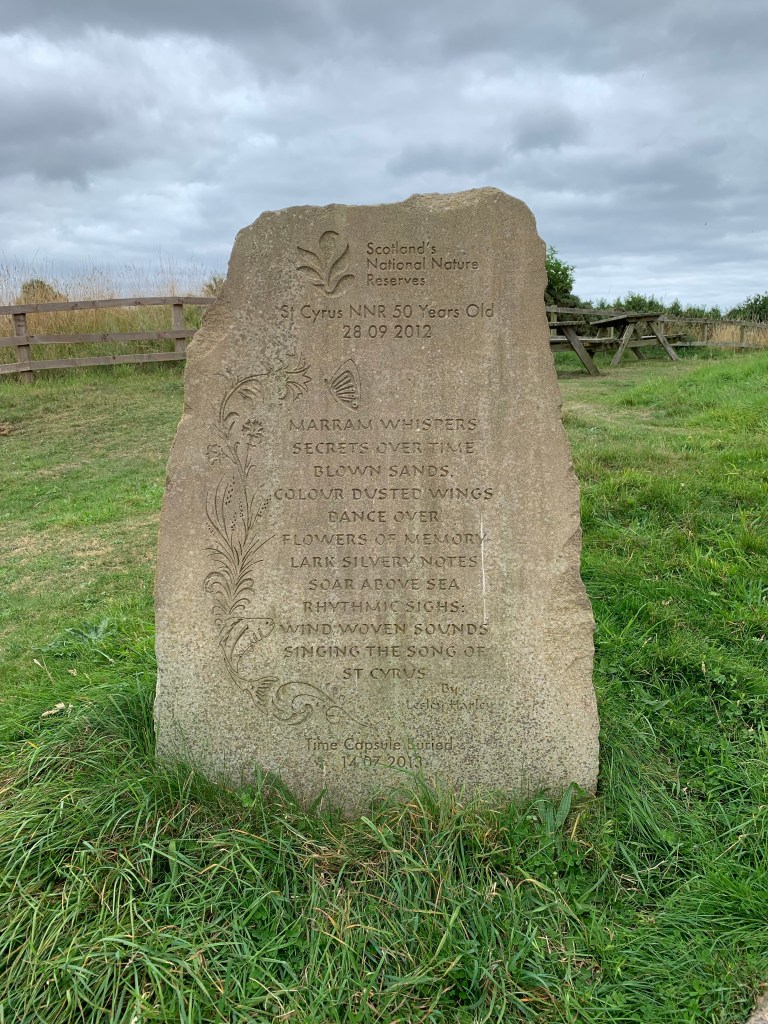 Scotland's
National Nature
Reserves
St Cyrus NNR 50 Years Old
28 09 2012
MARRAM WHISPERS
SECRETS OVER TIME
BLOWN SANDS.
COLOUR DUSTED WINGS
DANCE OVER
FLOWERS OF MEMORY
LARK SILVERY NOTES
SOAR ABOVE SEA
RHYTHMIC SIGHS:
WIND WOVEN SOUNDS
SINGING THE SONG OF
ST CYRUS
By
Lesley Harle
Time Capsule Buried
14 07 2013